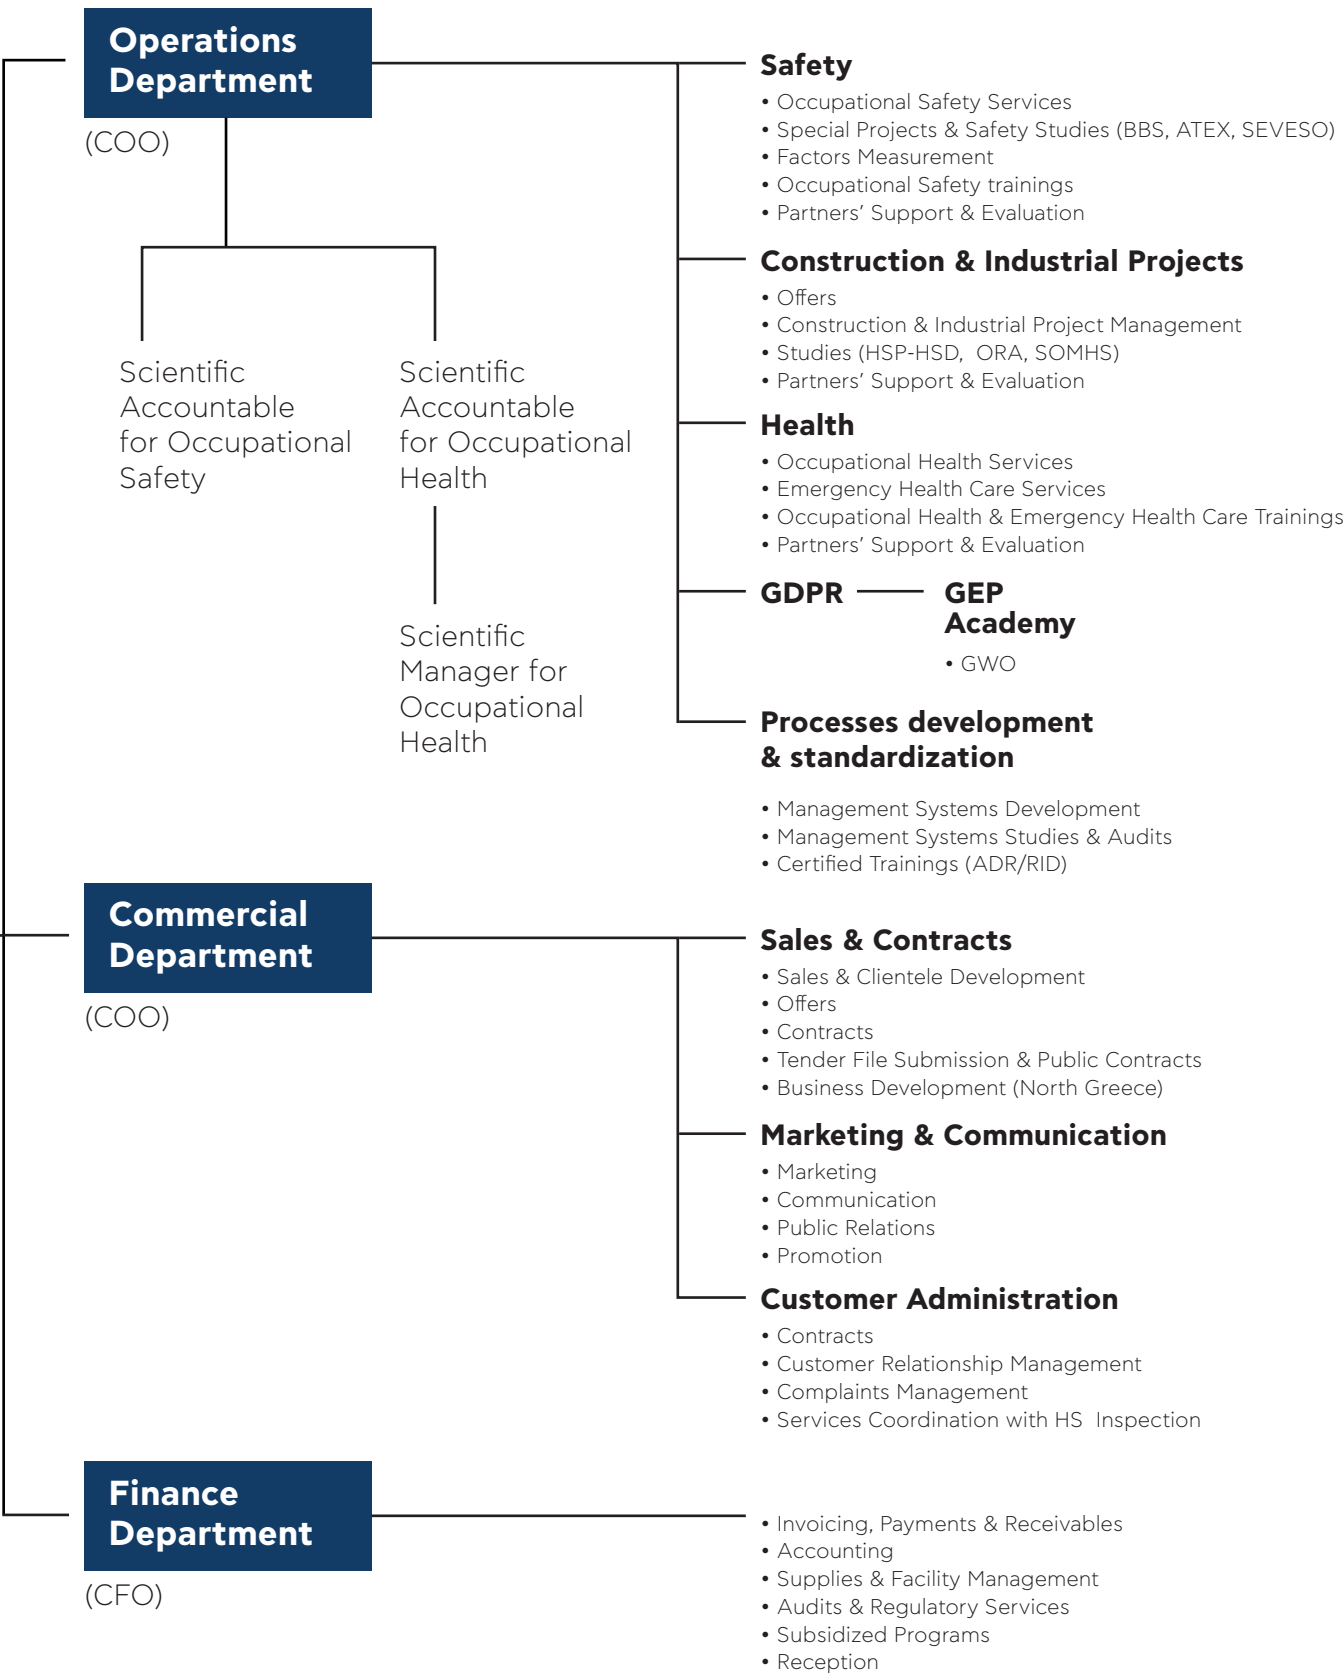 Operations
Department
(COO)
Scientific
Accountable
for Occupational
Safety
Scientific
Accountable
for Occupational
Health
Scientific
Manager for
Occupational
Health
Safety
• Occupational Safety Services
• Special Projects & Safety Studies (BBS, ATEX, SEVESO)
• Factors Measurement
• Occupational Safety trainings
• Partners’ Support & Evaluation
Construction & Industrial Projects
• Offers
• Construction & Industrial Project Management
• Studies (HSP-HSD, ORA, SOMHS)
• Partners’ Support & Evaluation
Health
• Occupational Health Services
• Emergency Health Care Services
• Occupational Health & Emergency Health Care Trainings
• Partners’ Support & Evaluation
GDPR
GEP
Academy
• GWO
Processes development
& standardization
• Management Systems Development
• Management Systems Studies & Audits
• Certified Trainings (ADR/RID)
Commercial
Department
(COO)
Sales & Contracts
• Sales & Clientele Development
• Offers
• Contracts
• Tender File Submission & Public Contracts
• Business Development (North Greece)
Marketing & Communication
• Marketing
• Communication
• Public Relations
• Promotion
Customer Administration
• Contracts
• Customer Relationship Management
• Complaints Management
• Services Coordination with HS Inspection
Finance
Department
(CFO)
• Invoicing, Payments & Receivables
• Accounting
• Supplies & Facility Management
• Audits & Regulatory Services
• Subsidized Programs
• Reception